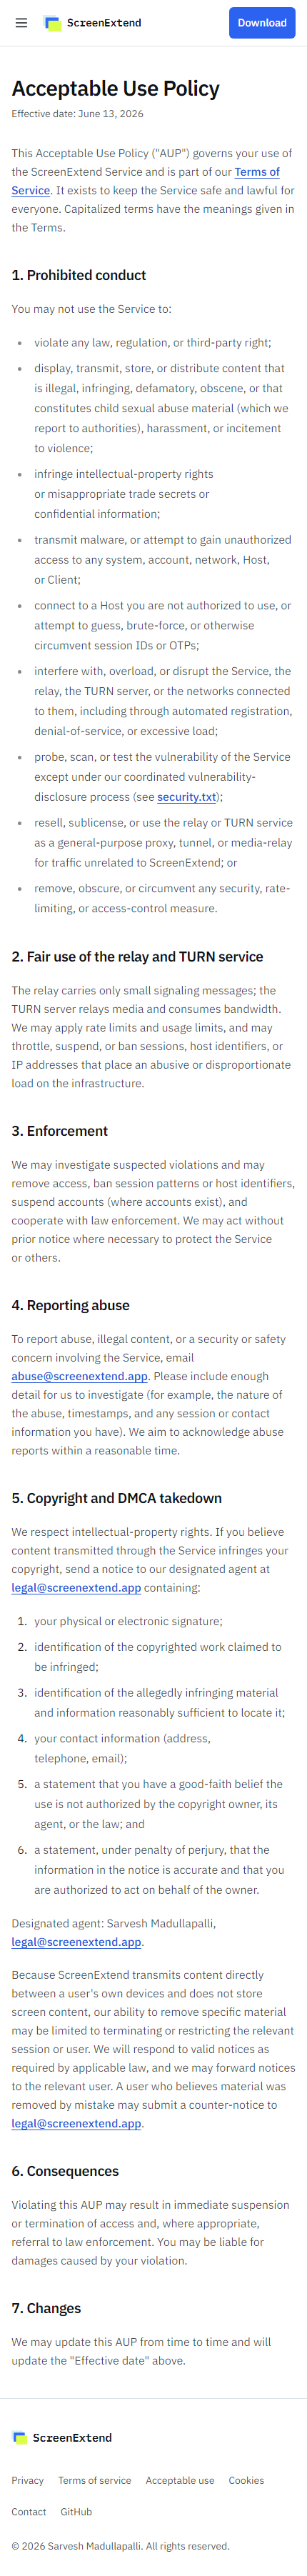 ScreenExtend
Download
Acceptable Use Policy
Effective date: June 13, 2026
This Acceptable Use Policy ("AUP") governs your use of
the ScreenExtend Service and is part of our Terms of
Service. It exists to keep the Service safe and lawful for
everyone. Capitalized terms have the meanings given in
the Terms.
1. Prohibited conduct
You may not use the Service to:
• violate any law, regulation, or third-party right;
• display, transmit, store, or distribute content that
is illegal, infringing, defamatory, obscene, or that
constitutes child sexual abuse material (which we
report to authorities), harassment, or incitement
to violence;
• infringe intellectual-property rights
or misappropriate trade secrets or
confidential information;
• transmit malware, or attempt to gain unauthorized
access to any system, account, network, Host,
or Client;
• connect to a Host you are not authorized to use, or
attempt to guess, brute-force, or otherwise
circumvent session IDs or OTPs;
• interfere with, overload, or disrupt the Service, the
relay, the TURN server, or the networks connected
to them, including through automated registration,
denial-of-service, or excessive load;
• probe, scan, or test the vulnerability of the Service
except under our coordinated vulnerability-
disclosure process (see security.txt);
• resell, sublicense, or use the relay or TURN service
as a general-purpose proxy, tunnel, or media-relay
for traffic unrelated to ScreenExtend; or
• remove, obscure, or circumvent any security, rate-
limiting, or access-control measure.
2. Fair use of the relay and TURN service
The relay carries only small signaling messages; the
TURN server relays media and consumes bandwidth.
We may apply rate limits and usage limits, and may
throttle, suspend, or ban sessions, host identifiers, or
IP addresses that place an abusive or disproportionate
load on the infrastructure.
3. Enforcement
We may investigate suspected violations and may
remove access, ban session patterns or host identifiers,
suspend accounts (where accounts exist), and
cooperate with law enforcement. We may act without
prior notice where necessary to protect the Service
or others.
4. Reporting abuse
To report abuse, illegal content, or a security or safety
concern involving the Service, email
abuse@screenextend.app. Please include enough
detail for us to investigate (for example, the nature of
the abuse, timestamps, and any session or contact
information you have). We aim to acknowledge abuse
reports within a reasonable time.
5. Copyright and DMCA takedown
We respect intellectual-property rights. If you believe
content transmitted through the Service infringes your
copyright, send a notice to our designated agent at
legal@screenextend.app containing:
1. your physical or electronic signature;
2. identification of the copyrighted work claimed to
be infringed;
3. identification of the allegedly infringing material
and information reasonably sufficient to locate it;
4. your contact information (address,
telephone, email);
5. a statement that you have a good-faith belief the
use is not authorized by the copyright owner, its
agent, or the law; and
6. a statement, under penalty of perjury, that the
information in the notice is accurate and that you
are authorized to act on behalf of the owner.
Designated agent: Sarvesh Madullapalli,
legal@screenextend.app.
Because ScreenExtend transmits content directly
between a user's own devices and does not store
screen content, our ability to remove specific material
may be limited to terminating or restricting the relevant
session or user. We will respond to valid notices as
required by applicable law, and we may forward notices
to the relevant user. A user who believes material was
removed by mistake may submit a counter-notice to
legal@screenextend.app.
6. Consequences
Violating this AUP may result in immediate suspension
or termination of access and, where appropriate,
referral to law enforcement. You may be liable for
damages caused by your violation.
7. Changes
We may update this AUP from time to time and will
update the "Effective date" above.
ScreenExtend
Privacy Terms of service Acceptable use Cookies
Contact GitHub
© 2026 Sarvesh Madullapalli. All rights reserved.